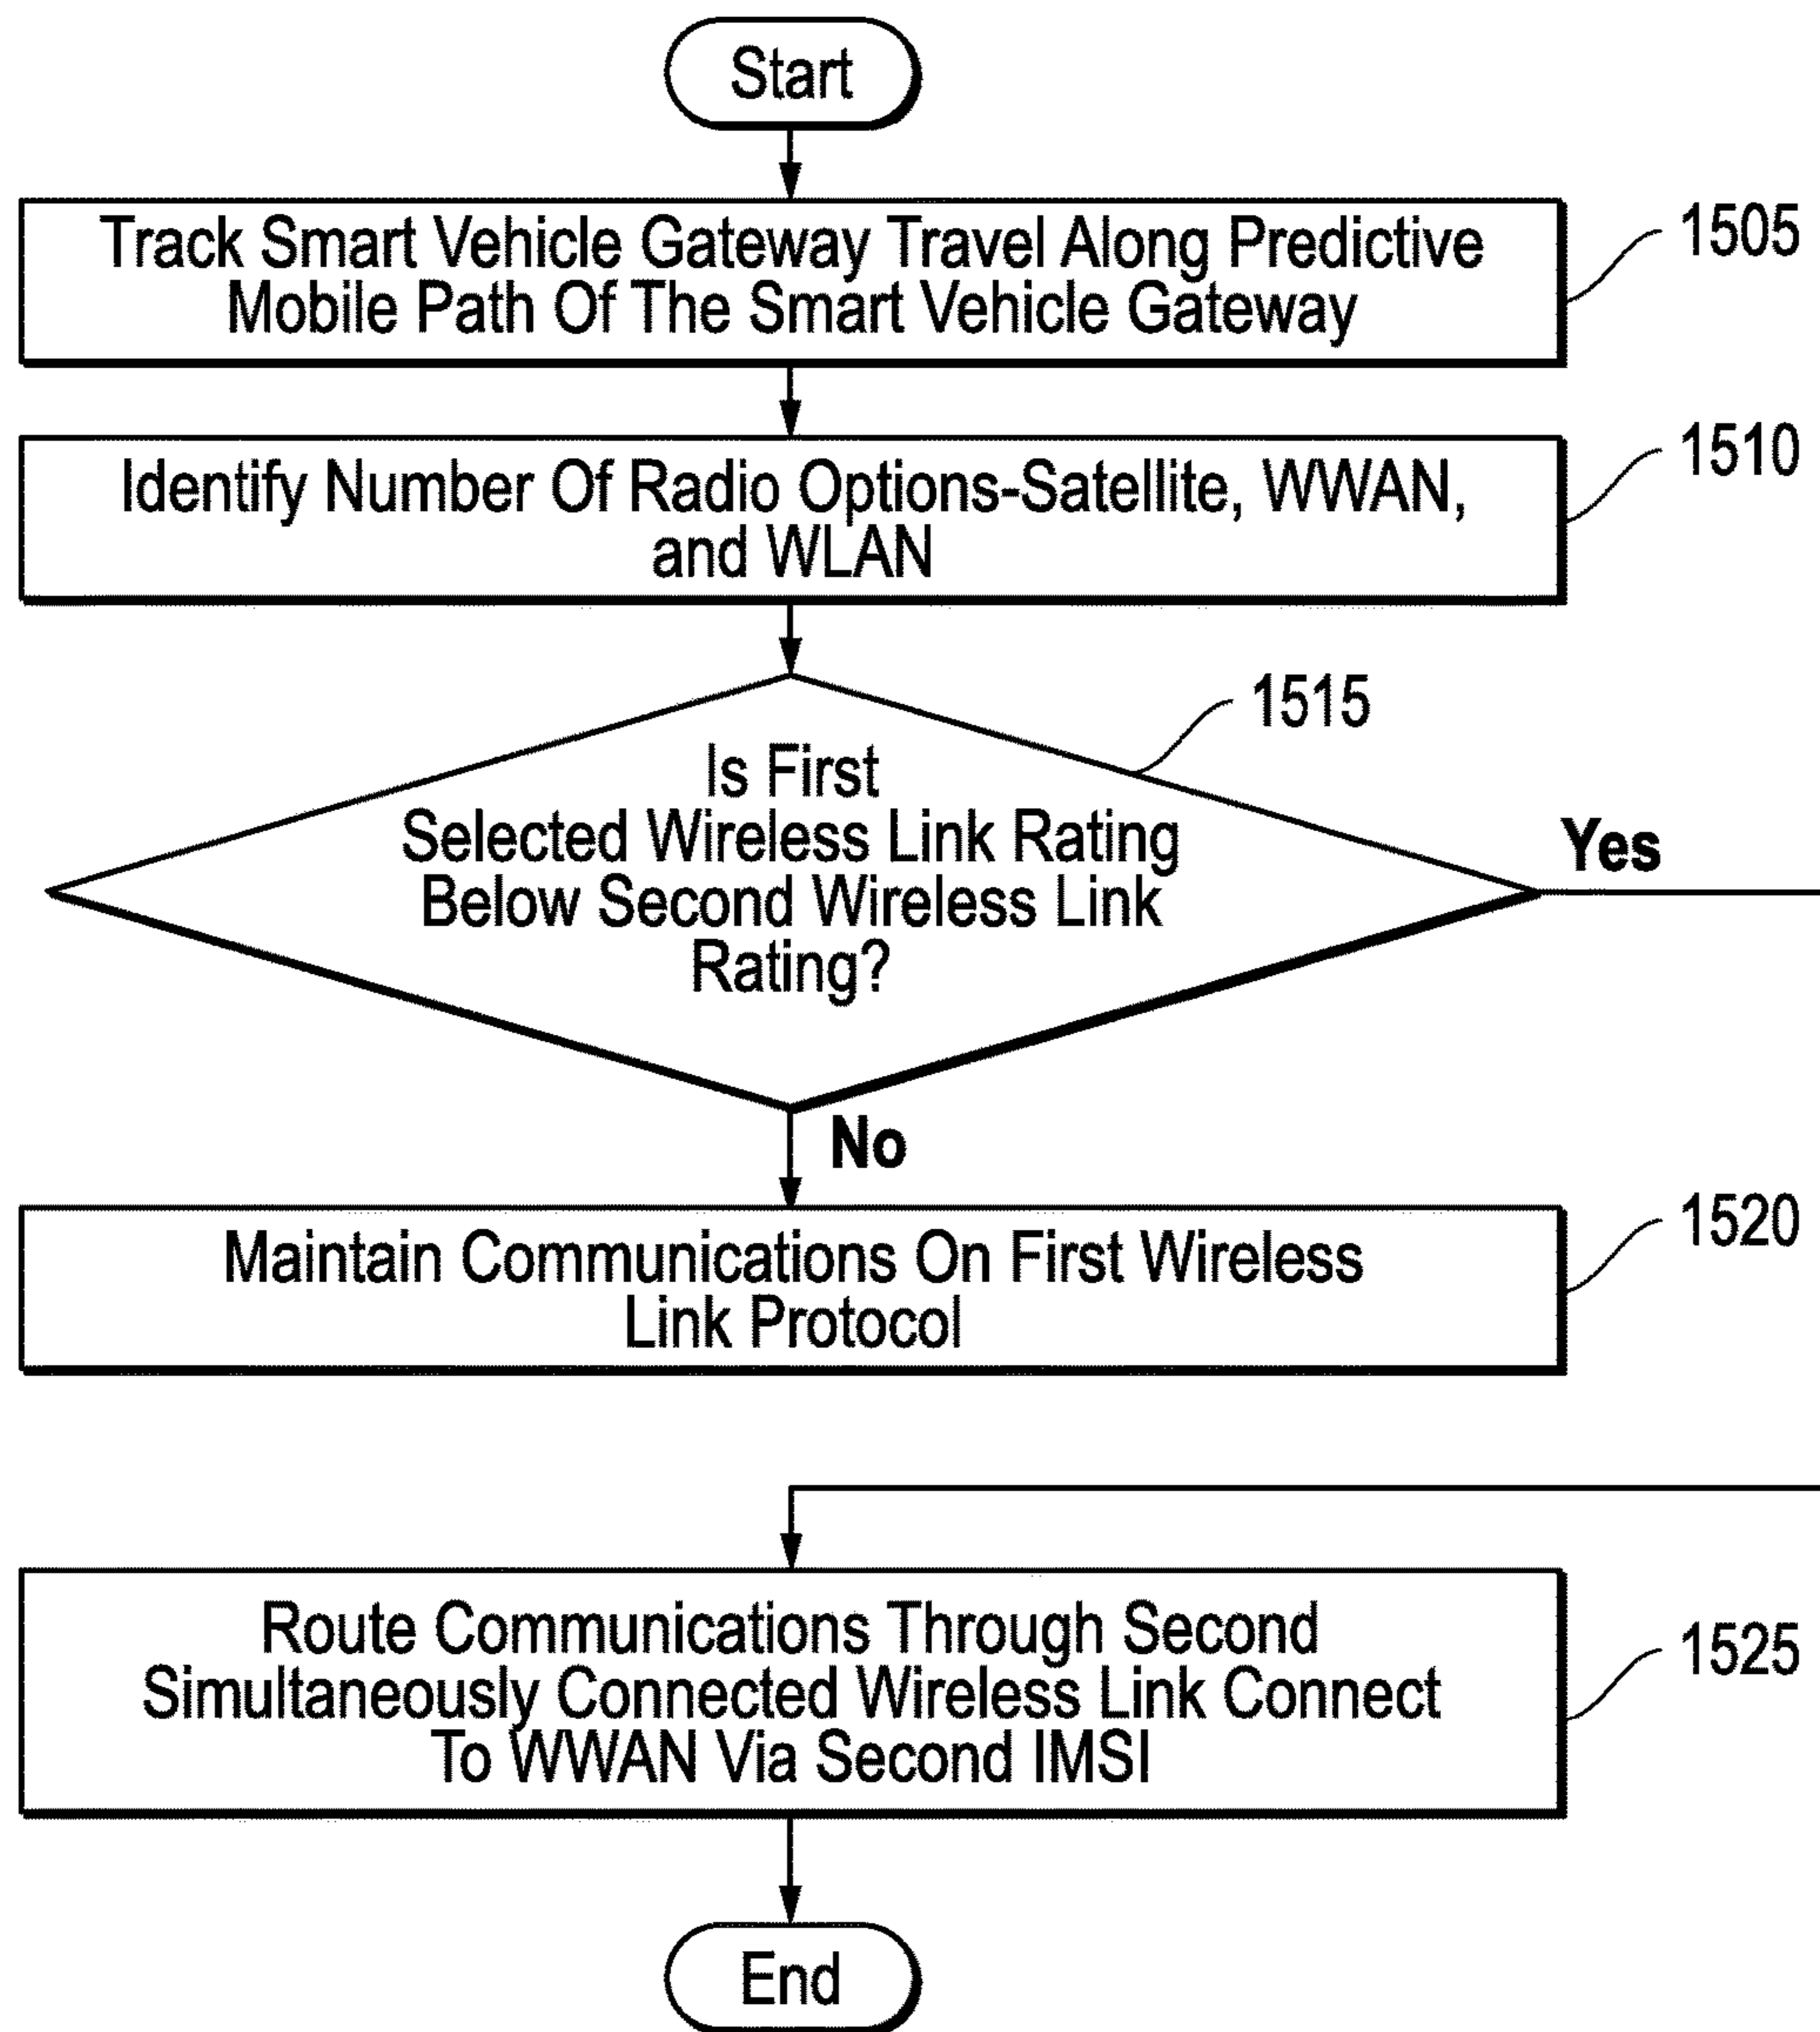 Start
Track Smart Vehicle Gateway Travel Along Predictive
Mobile Path Of The Smart Vehicle Gateway
1505
Identify Number Of Radio Options-Satellite, WWAN,
and WLAN
1510
1515
Is First
Selected Wireless Link Rating
Below Second Wireless Link
Rating?
Yes
No
Maintain Communications On First Wireless
Link Protocol
1520
Route Communications Through Second
Simultaneously Connected Wireless Link Connect
To WWAN Via Second IMSI
1525
End